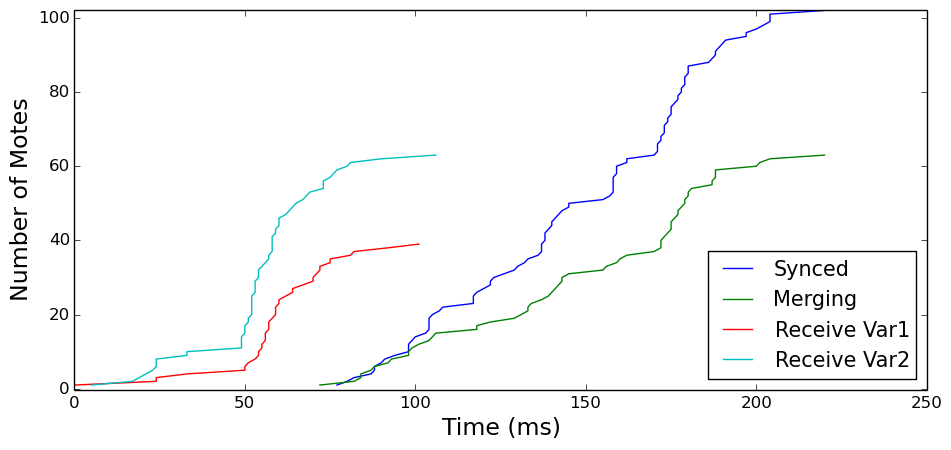 100
80
60
40
20
0
Number of Motes
0 50 100 150 200 250
Time (ms)
Synced
Merging
Receive Var1
Receive Var2